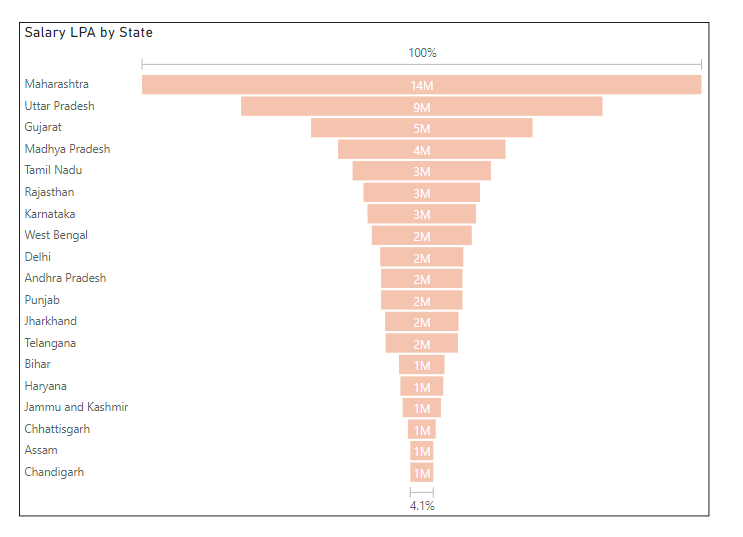 Salary LPA by State
100%
Maharashtra 14M
Uttar Pradesh 9M
Gujarat 5M
Madhya Pradesh 4M
Tamil Nadu 3M
Rajasthan 3M
Karnataka 3M
West Bengal 2M
Delhi 2M
Andhra Pradesh 2M
Punjab 2M
Jharkhand 2M
Telangana 2M
Bihar 1M
Haryana 1M
Jammu and Kashmir 1M
Chhattisgarh 1M
Assam 1M
Chandigarh 1M
4.1%